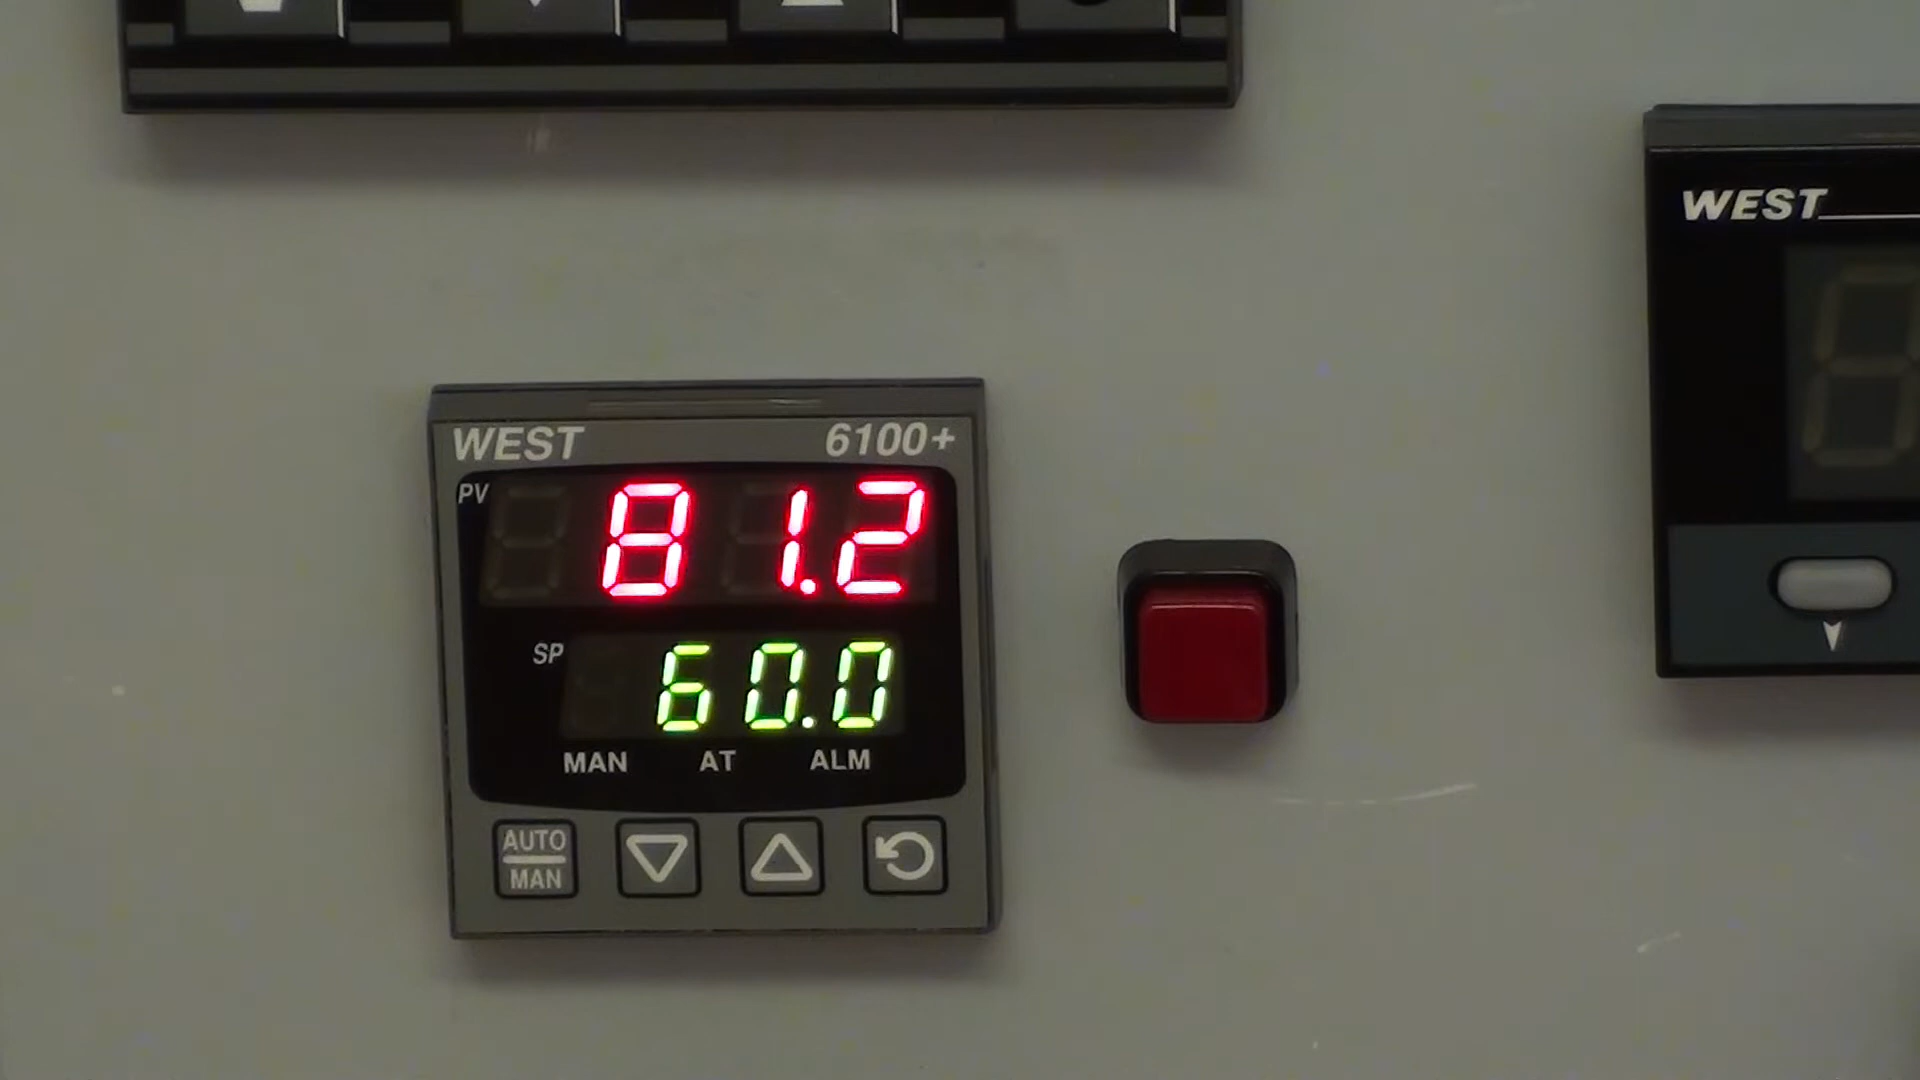 WEST
WEST 6100+
PV 81.2
SP 60.0
MAN AT ALM
AUTO
MAN